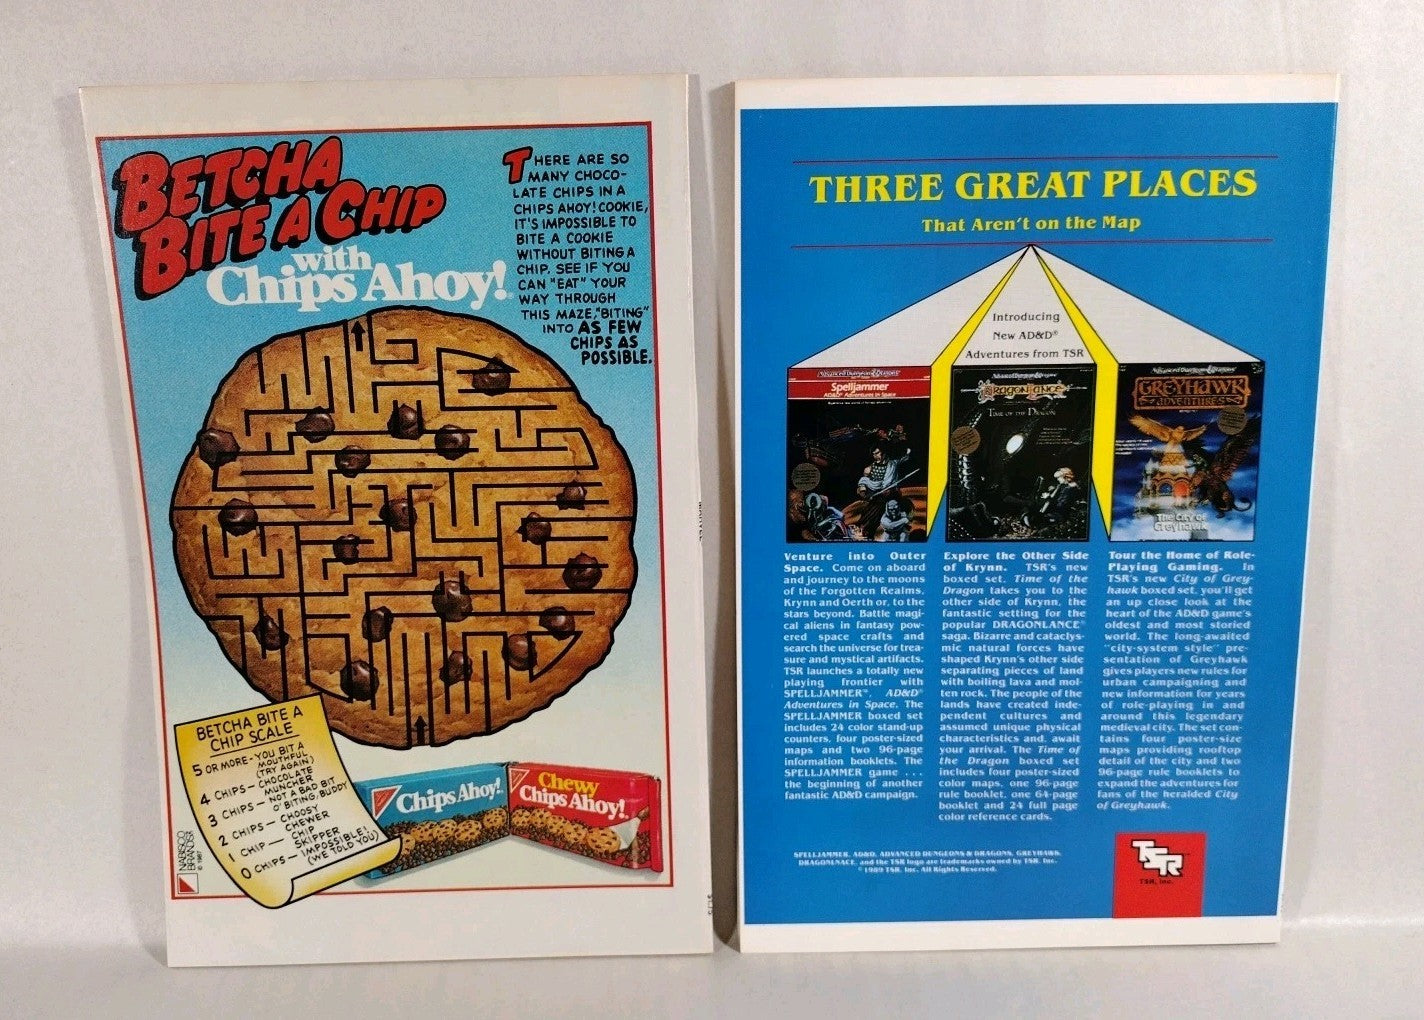 BETCHA
BITE A CHIP
with
Chips Ahoy!
THERE ARE SO
MANY CHOCO-
LATE CHIPS IN A
CHIPS AHOY! COOKIE,
IT'S IMPOSSIBLE TO
BITE A COOKIE
WITHOUT BITING A
CHIP. SEE IF YOU
CAN "EAT" YOUR
WAY THROUGH
THIS MAZE, "BITING"
INTO AS FEW
CHIPS AS
POSSIBLE.
BETCHA BITE A
CHIP SCALE
5 OR MORE - YOU BIT A
MOUTHFUL
(TRY AGAIN)
4 CHIPS - CHOCOLATE
MUNCHER
3 CHIPS - NOT A BAD BIT
O' BITING, BUDDY
2 CHIPS - CHOOSY
CHEWER
1 CHIP - CHIP
SKIPPER
0 CHIPS - IMPOSSIBLE!
(WE TOLD YOU)
NABISCO
BRANDS
© 1987
Chips Ahoy!
Chewy
Chips Ahoy!
THREE GREAT PLACES
That Aren't on the Map
Introducing
New AD&D®
Adventures from TSR
Advanced Dungeons & Dragons
Spelljammer
AD&D Adventures in Space
Advanced Dungeons & Dragons
DRAGONLANCE
TIME OF THE DRAGON
Advanced Dungeons & Dragons
GREYHAWK
ADVENTURES
The City of
Greyhawk
Venture into Outer
Space. Come on aboard
and journey to the moons
of the Forgotten Realms,
Krynn and Oerth or, to the
stars beyond. Battle magi-
cal aliens in fantasy pow-
ered space crafts and
search the universe for trea-
sure and mystical artifacts.
TSR launches a totally new
playing frontier with
SPELLJAMMER™, AD&D®
Adventures in Space. The
SPELLJAMMER boxed set
includes 24 color stand-up
counters, four poster-sized
maps and two 96-page
information booklets. The
SPELLJAMMER game . . .
the beginning of another
fantastic AD&D campaign.
Explore the Other Side
of Krynn. TSR's new
boxed set, Time of the
Dragon takes you to the
other side of Krynn, the
fantastic setting for the
popular DRAGONLANCE®
saga. Bizarre and cataclys-
mic natural forces have
shaped Krynn's other side
separating pieces of land
with boiling lava and mol-
ten rock. The people of the
lands have created inde-
pendent cultures and
assumed unique physical
characteristics and, await
your arrival. The Time of
the Dragon boxed set
includes four poster-sized
color maps, one 96-page
rule booklet, one 64-page
booklet and 24 full page
color reference cards.
Tour the Home of Role-
Playing Gaming. In
TSR's new City of Grey-
hawk boxed set, you'll get
an up close look at the
heart of the AD&D game's
oldest and most storied
world. The long-awaited
"city-system style" pre-
sentation of Greyhawk
gives players new rules for
urban campaigning and
new information for years
of role-playing in and
around this legendary
medieval city. The set con-
tains four poster-size
maps providing rooftop
detail of the city and two
96-page rule booklets to
expand the adventures for
fans of the heralded City
of Greyhawk.
SPELLJAMMER, AD&D, ADVANCED DUNGEONS & DRAGONS, GREYHAWK,
DRAGONLNACE, and the TSR logo are trademarks owned by TSR, Inc.
© 1989 TSR, Inc. All Rights Reserved.
TSR
TSR, Inc.